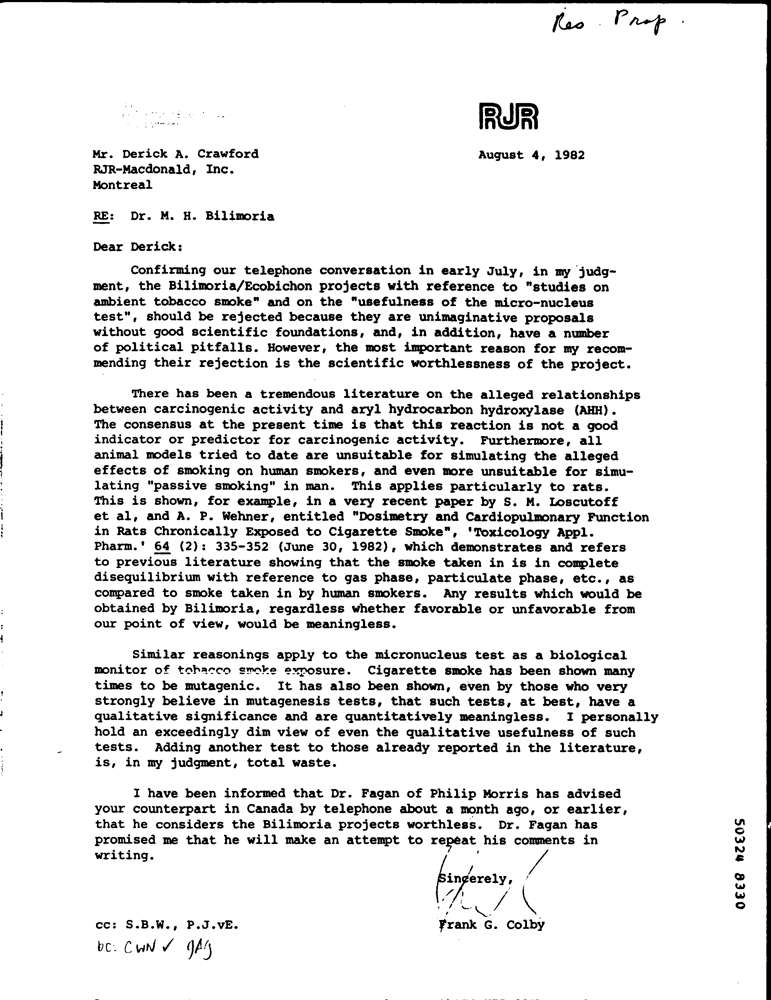 Res. Prop.
RJR
Mr. Derick A. Crawford
August 4, 1982
RJR-Macdonald, Inc.
Montreal
RE: Dr. M. H. Bilimoria
Dear Derick:
Confirming our telephone conversation in early July, in my judg-
ment, the Bilimoria/Ecobichon projects with reference to "studies on
ambient tobacco smoke" and on the "usefulness of the micro-nucleus
test", should be rejected because they are unimaginative proposals
without good scientific foundations, and, in addition, have a number
of political pitfalls. However, the most important reason for my recom-
mending their rejection is the scientific worthlessness of the project.
There has been a tremendous literature on the alleged relationships
between carcinogenic activity and aryl hydrocarbon hydroxylase (AHH).
The consensus at the present time is that this reaction is not a good
indicator or predictor for carcinogenic activity. Furthermore, all
animal models tried to date are unsuitable for simulating the alleged
effects of smoking on human smokers, and even more unsuitable for simu-
lating "passive smoking" in man. This applies particularly to rats.
This is shown, for example, in a very recent paper by S. M. Loscutoff
et al, and A. P. Wehner, entitled "Dosimetry and Cardiopulmonary Function
in Rats Chronically Exposed to Cigarette Smoke", 'Toxicology Appl.
Pharm.' 64 (2): 335-352 (June 30, 1982), which demonstrates and refers
to previous literature showing that the smoke taken in is in complete
disequilibrium with reference to gas phase, particulate phase, etc., as
compared to smoke taken in by human smokers. Any results which would be
obtained by Bilimoria, regardless whether favorable or unfavorable from
our point of view, would be meaningless.
Similar reasonings apply to the micronucleus test as a biological
monitor of tobacco smoke exposure. Cigarette smoke has been shown many
times to be mutagenic. It has also been shown, even by those who very
strongly believe in mutagenesis tests, that such tests, at best, have a
qualitative significance and are quantitatively meaningless. I personally
hold an exceedingly dim view of even the qualitative usefulness of such
tests. Adding another test to those already reported in the literature,
is, in my judgment, total waste.
I have been informed that Dr. Fagan of Philip Morris has advised
your counterpart in Canada by telephone about a month ago, or earlier,
that he considers the Bilimoria projects worthless. Dr. Fagan has
promised me that he will make an attempt to repeat his comments in
writing.
Sincerely,
cc: S.B.W., P.J.vE.
Frank G. Colby
bc: CWN ✓ gAg
50324 8330